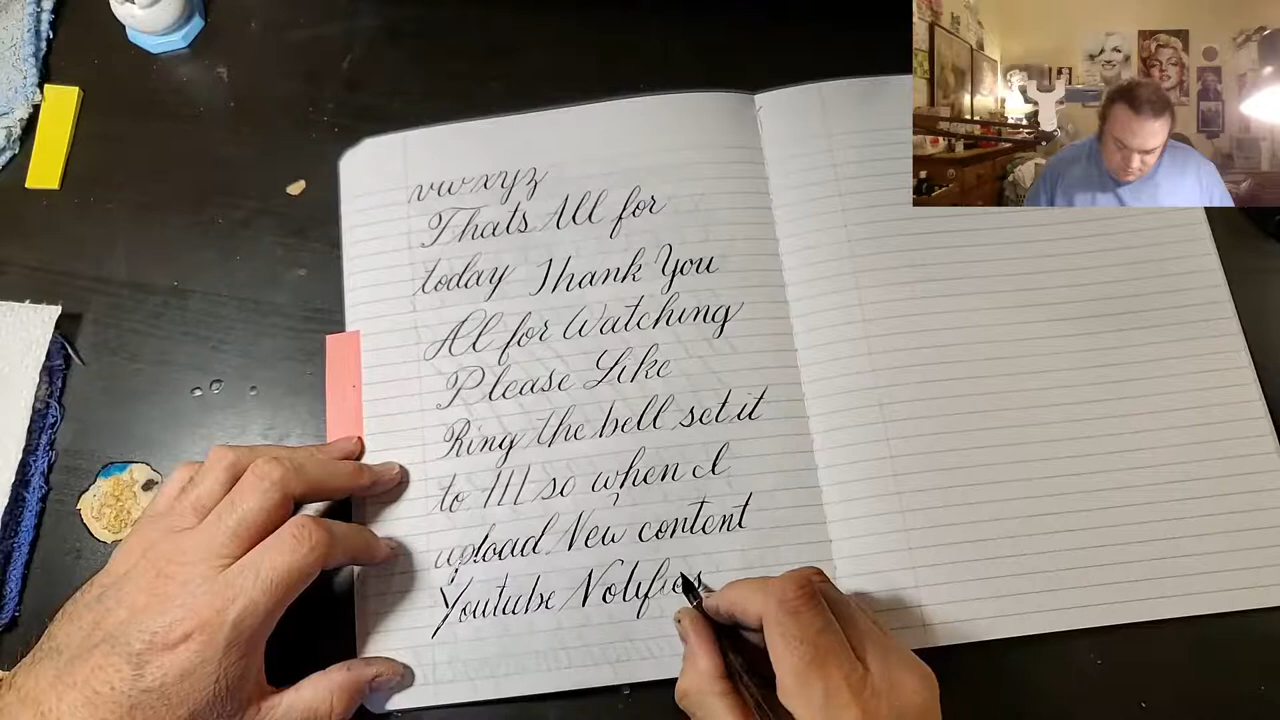 vwxyz
Thats All for
today Thank You
All for Watching
Please Like
Ring the bell set it
to All so when I
upload New content
Youtube Notifies